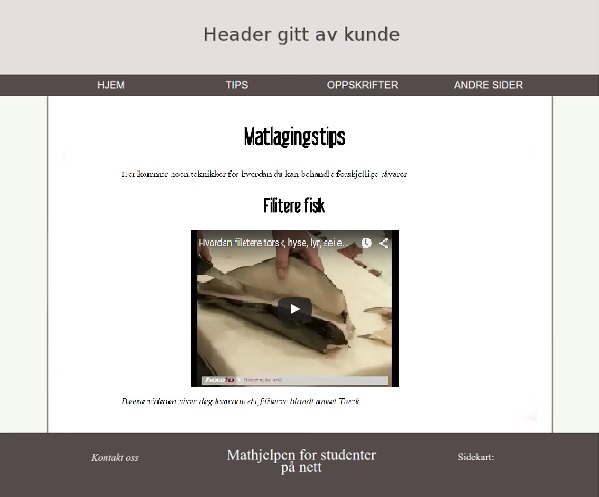 Header gitt av kunde
HJEM TIPS OPPSKRIFTER ANDRE SIDER
Matlagingstips
Her kommer noen teknikker for hvordan du kan behandle forskjellige råvarer
Filitere fisk
Hvordan filletere torsk, hyse, lyr, sei e...
Denne videoen viser deg hvordan du filiterer blandt annet Torsk
Kontakt oss
Mathjelpen for studenter
på nett
Sidekart: